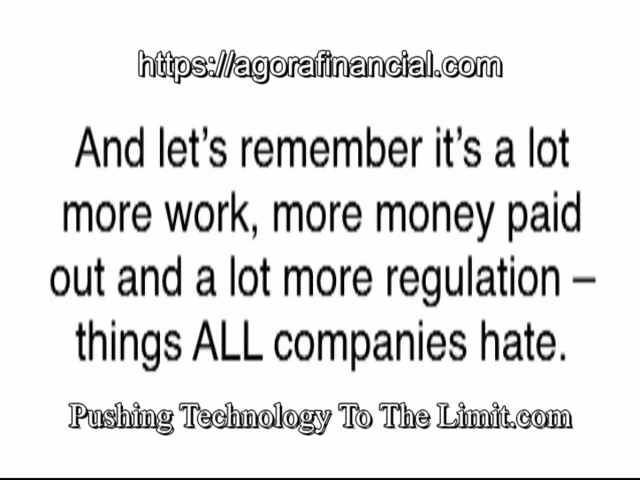 https://agorafinancial.com
And let's remember it's a lot
more work, more money paid
out and a lot more regulation –
things ALL companies hate.
Pushing Technology To The Limit.com